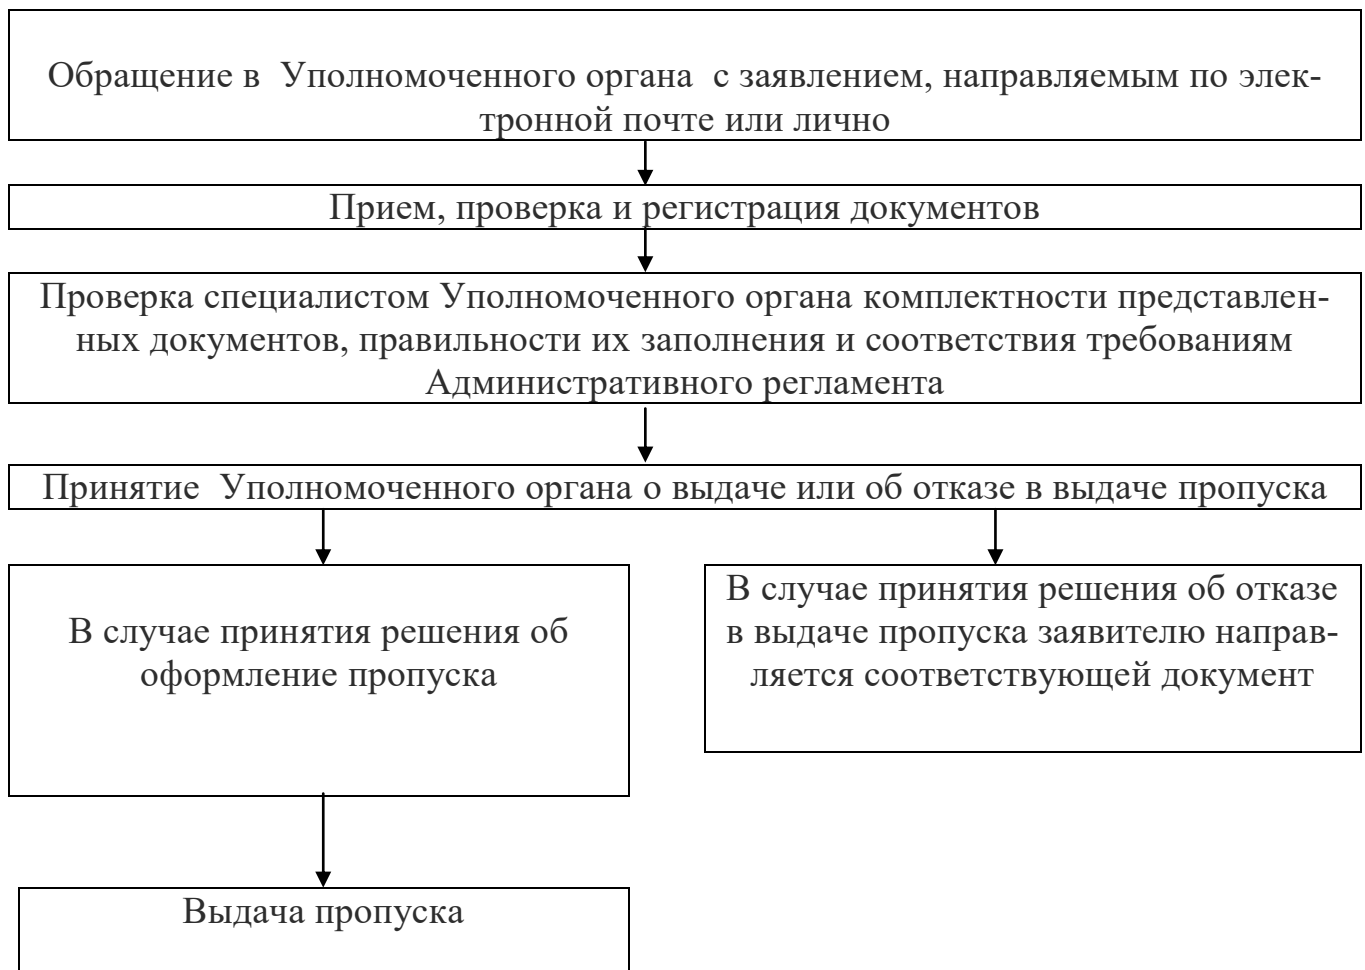 Обращение в  Уполномоченного органа  с заявлением, направляемым по элек-
тронной почте или лично
Прием, проверка и регистрация документов
Проверка специалистом Уполномоченного органа комплектности представлен-
ных документов, правильности их заполнения и соответствия требованиям
Административного регламента
Принятие  Уполномоченного органа о выдаче или об отказе в выдаче пропуска
В случае принятия решения об
оформление пропуска
В случае принятия решения об отказе
в выдаче пропуска заявителю направ-
ляется соответствующей документ
Выдача пропуска